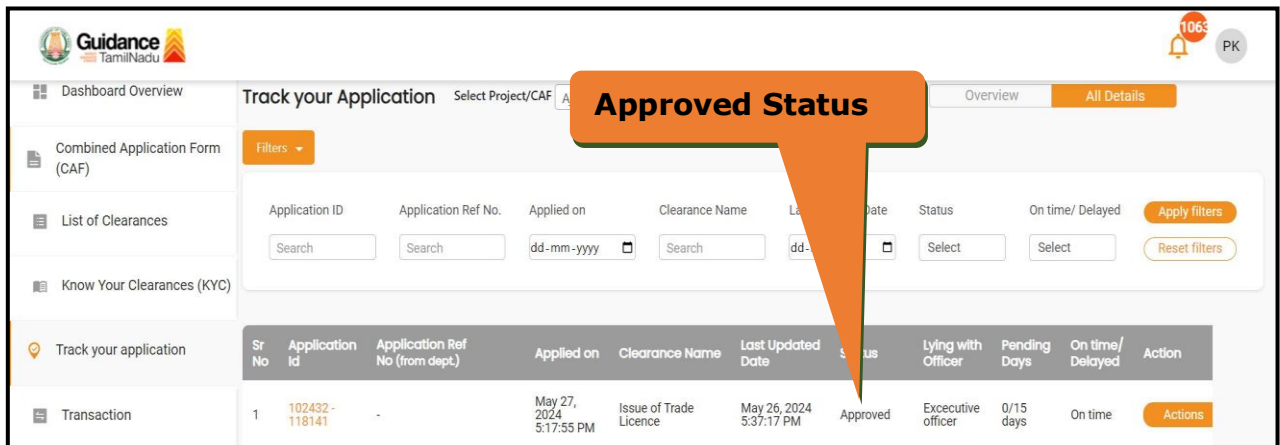 Guidance
TamilNadu
1063
PK
Dashboard Overview
Track your Application Select Project/CAF
Approved Status
Overview All Details
Combined Application Form
(CAF)
Filters
List of Clearances
Application ID Application Ref No. Applied on Clearance Name Date Status On time/ Delayed Apply filters
Search Search dd-mm-yyyy Search dd- Select Select Reset filters
Know Your Clearances (KYC)
Track your application
Sr
No
Application
Id
Application Ref
No (from dept.)
Applied on
Clearance Name
Last Updated
Date
Lying with
Officer
Pending
Days
On time/
Delayed
Action
Transaction
1
102432 -
118141
-
May 27,
2024
5:17:55 PM
Issue of Trade
Licence
May 26, 2024
5:37:17 PM
Approved
Excecutive
officer
0/15
days
On time
Actions